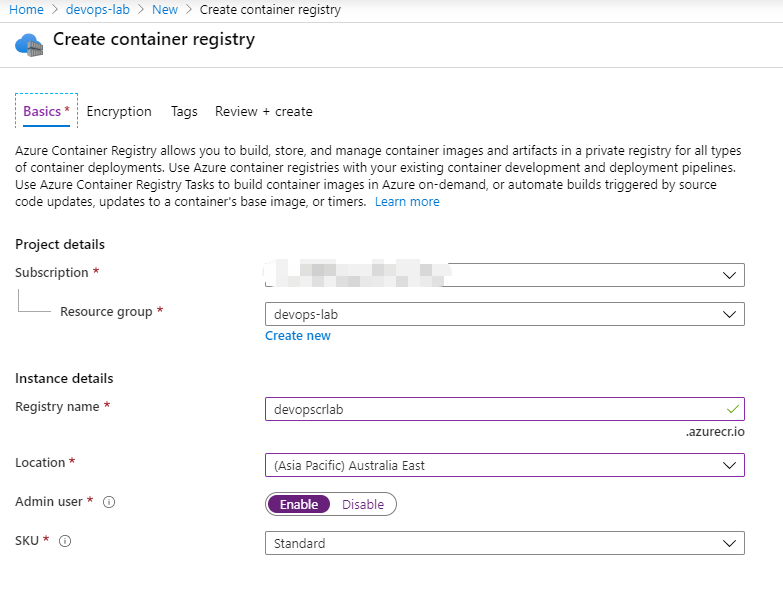 Home > devops-lab > New > Create container registry
Create container registry
Basics * Encryption Tags Review + create
Azure Container Registry allows you to build, store, and manage container images and artifacts in a private registry for all types
of container deployments. Use Azure container registries with your existing container development and deployment pipelines.
Use Azure Container Registry Tasks to build container images in Azure on-demand, or automate builds triggered by source
code updates, updates to a container's base image, or timers. Learn more
Project details
Subscription *
Resource group * devops-lab
Create new
Instance details
Registry name * devopscrlab
.azurecr.io
Location * (Asia Pacific) Australia East
Admin user * Enable Disable
SKU * Standard